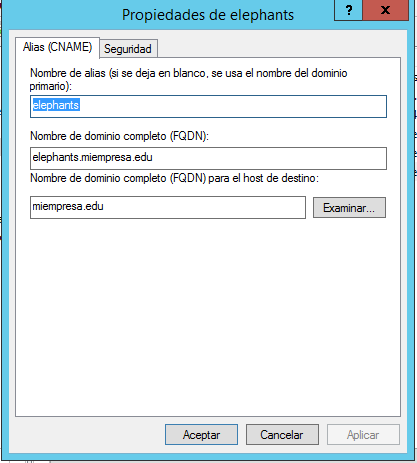 Propiedades de elephants
? x
Alias (CNAME) Seguridad
Nombre de alias (si se deja en blanco, se usa el nombre del dominio
primario):
elephants
Nombre de dominio completo (FQDN):
elephants.miempresa.edu
Nombre de dominio completo (FQDN) para el host de destino:
miempresa.edu Examinar...
Aceptar Cancelar Aplicar